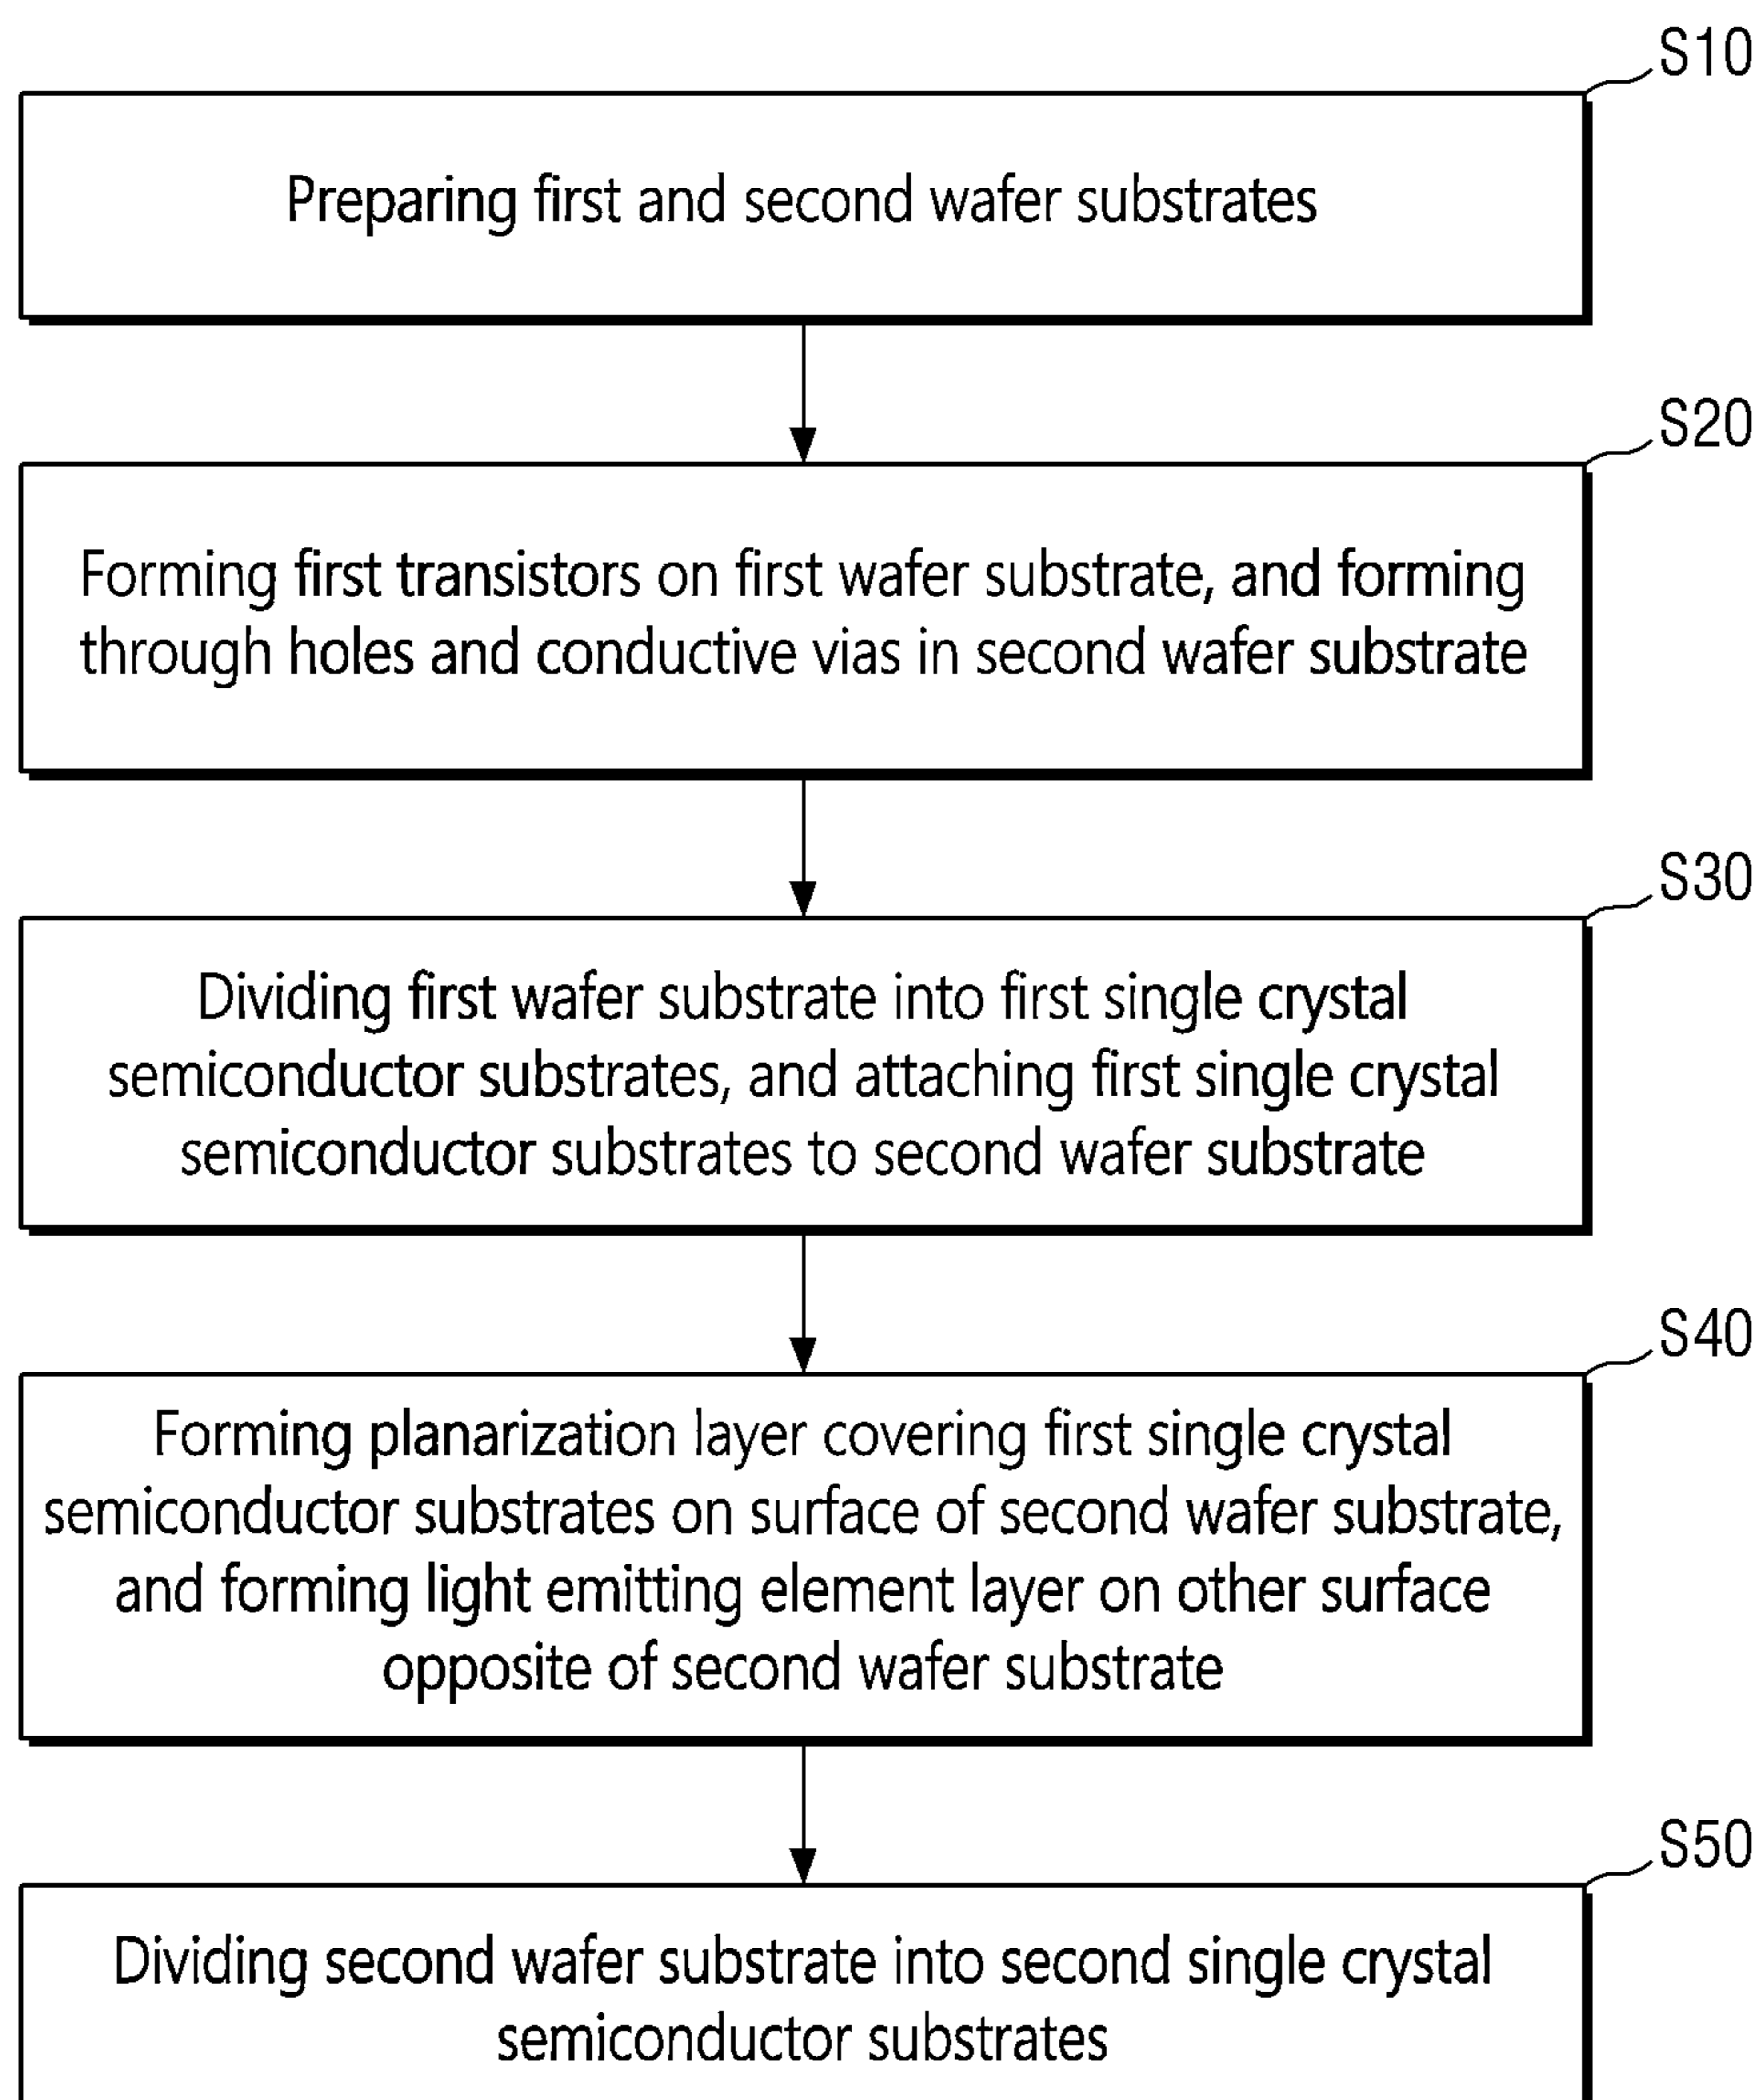 S10
Preparing first and second wafer substrates
S20
Forming first transistors on first wafer substrate, and forming
through holes and conductive vias in second wafer substrate
S30
Dividing first wafer substrate into first single crystal
semiconductor substrates, and attaching first single crystal
semiconductor substrates to second wafer substrate
S40
Forming planarization layer covering first single crystal
semiconductor substrates on surface of second wafer substrate,
and forming light emitting element layer on other surface
opposite of second wafer substrate
S50
Dividing second wafer substrate into second single crystal
semiconductor substrates